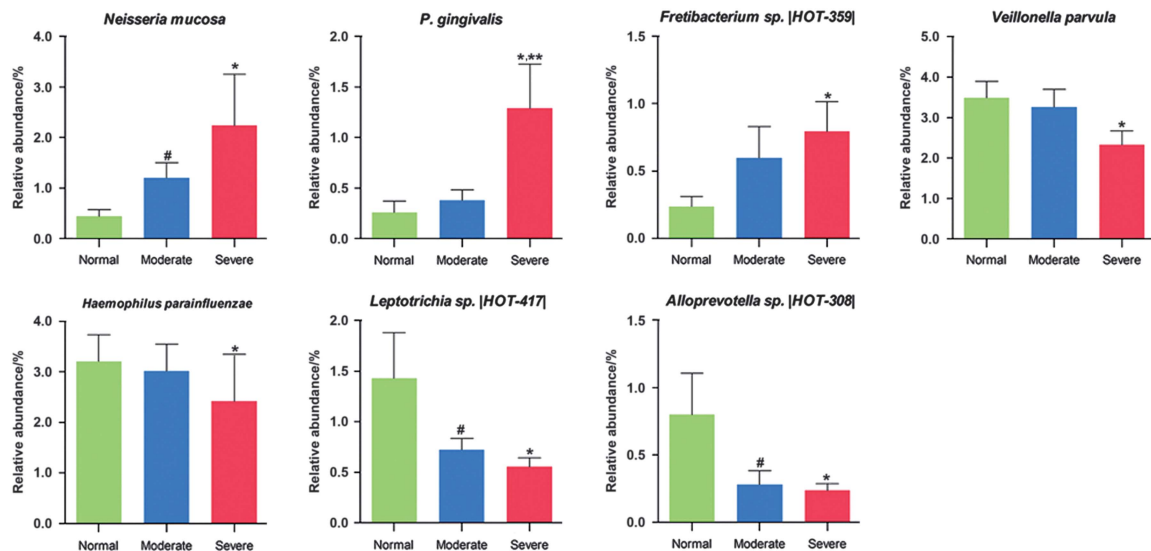 Neisseria mucosa
Relative abundance/%
4.0
3.0
2.0
1.0
0.0
#
*
Normal Moderate Severe
P. gingivalis
Relative abundance/%
2.0
1.5
1.0
0.5
0.0
*,**
Normal Moderate Severe
Fretibacterium sp. |HOT-359|
Relative abundance/%
1.5
1.0
0.5
0.0
*
Normal Moderate Severe
Veillonella parvula
Relative abundance/%
5.0
4.0
3.0
2.0
1.0
0.0
*
Normal Moderate Severe
Haemophilus parainfluenzae
Relative abundance/%
4.0
3.0
2.0
1.0
0.0
*
Normal Moderate Severe
Leptotrichia sp. |HOT-417|
Relative abundance/%
2.0
1.5
1.0
0.5
0.0
#
*
Normal Moderate Severe
Alloprevotella sp. |HOT-308|
Relative abundance/%
1.5
1.0
0.5
0.0
#
*
Normal Moderate Severe